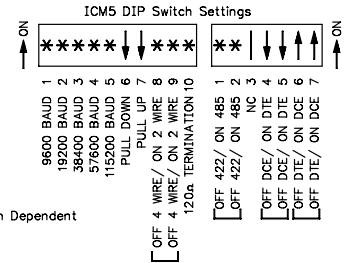 ICM5 DIP Switch Settings
ON
* * * * * * * *
* *
ON
9600 BAUD 1
19200 BAUD 2
38400 BAUD 3
57600 BAUD 4
115200 BAUD 5
PULL DOWN 6
PULL UP 7
OFF 4 WIRE/ ON 2 WIRE 8
OFF 4 WIRE/ ON 2 WIRE 9
120Ω TERMINATION 10
OFF 422/ ON 485 1
OFF 422/ ON 485 2
NC 3
OFF DCE/ ON DTE 4
OFF DCE/ ON DTE 5
OFF DTE/ ON DCE 6
OFF DTE/ ON DCE 7
Dependent